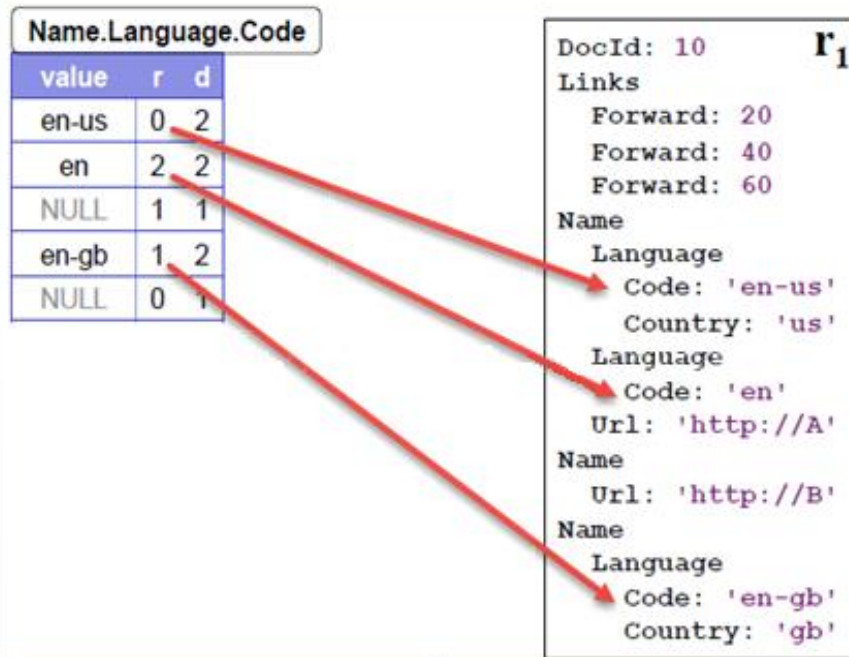 Name.Language.Code
value r d
en-us 0 2
en 2 2
NULL 1 1
en-gb 1 2
NULL 0 1
DocId: 10 r1
Links
Forward: 20
Forward: 40
Forward: 60
Name
Language
Code: 'en-us'
Country: 'us'
Language
Code: 'en'
Url: 'http://A'
Name
Url: 'http://B'
Name
Language
Code: 'en-gb'
Country: 'gb'